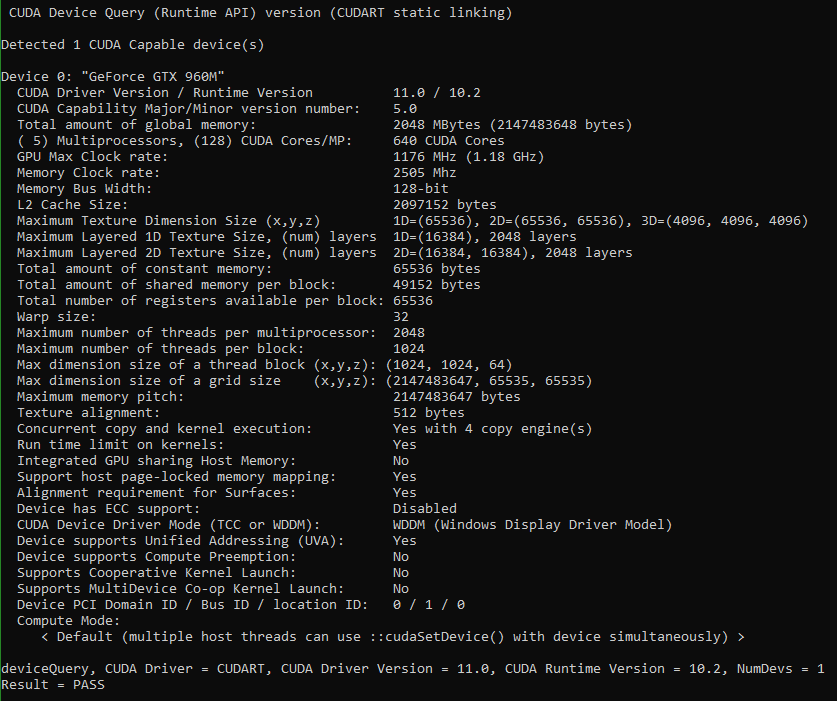 CUDA Device Query (Runtime API) version (CUDART static linking)
Detected 1 CUDA Capable device(s)
Device 0: "GeForce GTX 960M"
CUDA Driver Version / Runtime Version 11.0 / 10.2
CUDA Capability Major/Minor version number: 5.0
Total amount of global memory: 2048 MBytes (2147483648 bytes)
( 5) Multiprocessors, (128) CUDA Cores/MP: 640 CUDA Cores
GPU Max Clock rate: 1176 MHz (1.18 GHz)
Memory Clock rate: 2505 Mhz
Memory Bus Width: 128-bit
L2 Cache Size: 2097152 bytes
Maximum Texture Dimension Size (x,y,z) 1D=(65536), 2D=(65536, 65536), 3D=(4096, 4096, 4096)
Maximum Layered 1D Texture Size, (num) layers 1D=(16384), 2048 layers
Maximum Layered 2D Texture Size, (num) layers 2D=(16384, 16384), 2048 layers
Total amount of constant memory: 65536 bytes
Total amount of shared memory per block: 49152 bytes
Total number of registers available per block: 65536
Warp size: 32
Maximum number of threads per multiprocessor: 2048
Maximum number of threads per block: 1024
Max dimension size of a thread block (x,y,z): (1024, 1024, 64)
Max dimension size of a grid size (x,y,z): (2147483647, 65535, 65535)
Maximum memory pitch: 2147483647 bytes
Texture alignment: 512 bytes
Concurrent copy and kernel execution: Yes with 4 copy engine(s)
Run time limit on kernels: Yes
Integrated GPU sharing Host Memory: No
Support host page-locked memory mapping: Yes
Alignment requirement for Surfaces: Yes
Device has ECC support: Disabled
CUDA Device Driver Mode (TCC or WDDM): WDDM (Windows Display Driver Model)
Device supports Unified Addressing (UVA): Yes
Device supports Compute Preemption: No
Supports Cooperative Kernel Launch: No
Supports MultiDevice Co-op Kernel Launch: No
Device PCI Domain ID / Bus ID / location ID: 0 / 1 / 0
Compute Mode:
< Default (multiple host threads can use ::cudaSetDevice() with device simultaneously) >
deviceQuery, CUDA Driver = CUDART, CUDA Driver Version = 11.0, CUDA Runtime Version = 10.2, NumDevs = 1
Result = PASS